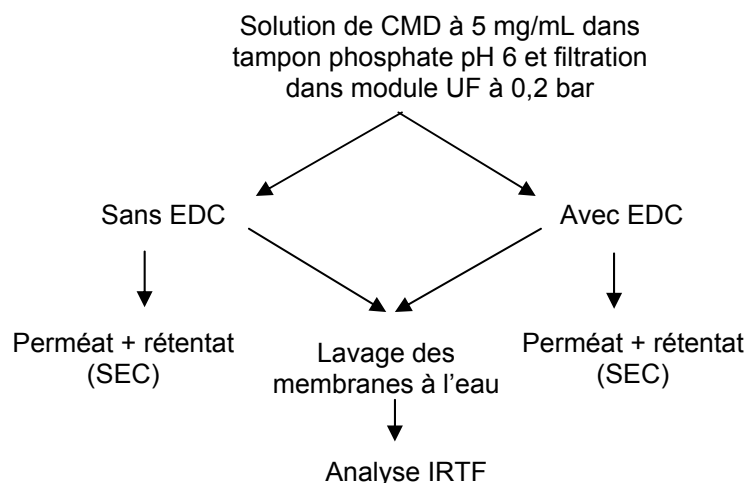 Solution de CMD à 5 mg/mL dans
tampon phosphate pH 6 et filtration
dans module UF à 0,2 bar
Sans EDC
Avec EDC
Perméat + rétentat
(SEC)
Lavage des
membranes à l’eau
Perméat + rétentat
(SEC)
Analyse IRTF